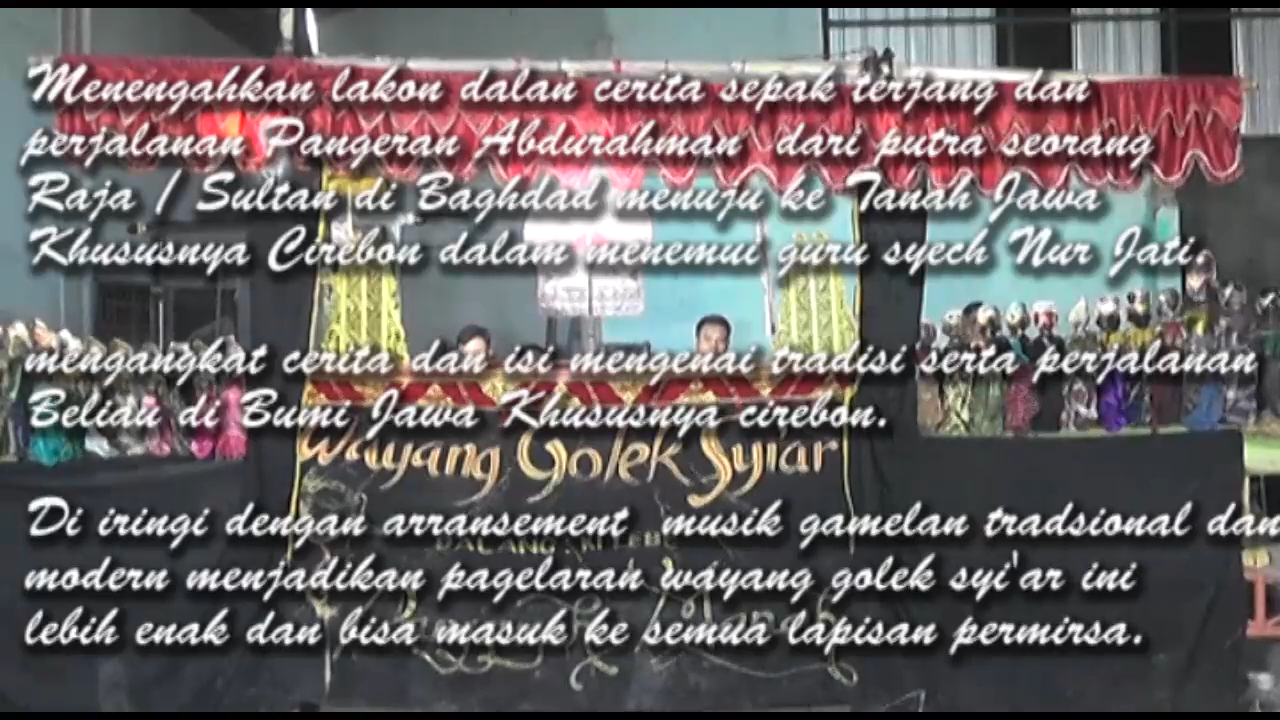 Menengahkan lakon dalan cerita sepak terjang dan
perjalanan Pangeran Abdurahman dari putra seorang
Raja / Sultan di Baghdad menuju ke Tanah Jawa
Khususnya Cirebon dalam menemui guru syech Nur Jati.
mengangkat cerita dan isi mengenai tradisi serta perjalanan
Beliau di Bumi Jawa Khususnya cirebon.
Wayang Golek Syiar
Di iringi dengan arransement musik gamelan tradsional dan
DALANG
modern menjadikan pagelaran wayang golek syi'ar ini
lebih enak dan bisa masuk ke semua lapisan permirsa.